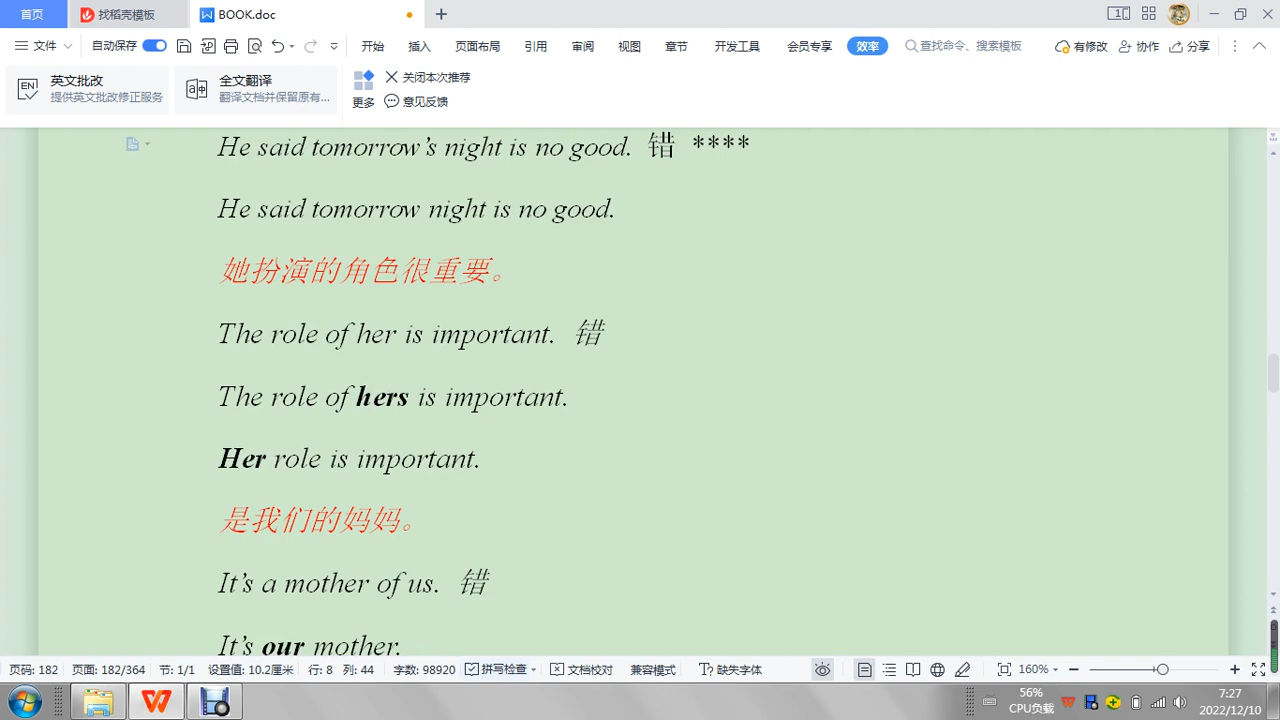 首页 找稻壳模板 BOOK.doc
文件 自动保存 开始 插入 页面布局 引用 审阅 视图 章节 开发工具 会员专享 效率 查找命令、搜索模板 有修改 协作 分享
EN 英文批改 提供英文批改修正服务 全文翻译 翻译文档并保留原有... 更多 关闭本次推荐 意见反馈
He said tomorrow’s night is no good. 错 ****
He said tomorrow night is no good.
她扮演的角色很重要。
The role of her is important. 错
The role of hers is important.
Her role is important.
是我们的妈妈。
It’s a mother of us. 错
It’s our mother.
页码: 182 页面: 182/364 节: 1/1 设置值: 10.2厘米 行: 8 列: 44 字数: 98920 拼写检查 文档校对 兼容模式 缺失字体 160%
56% CPU负载 7:27 2022/12/10